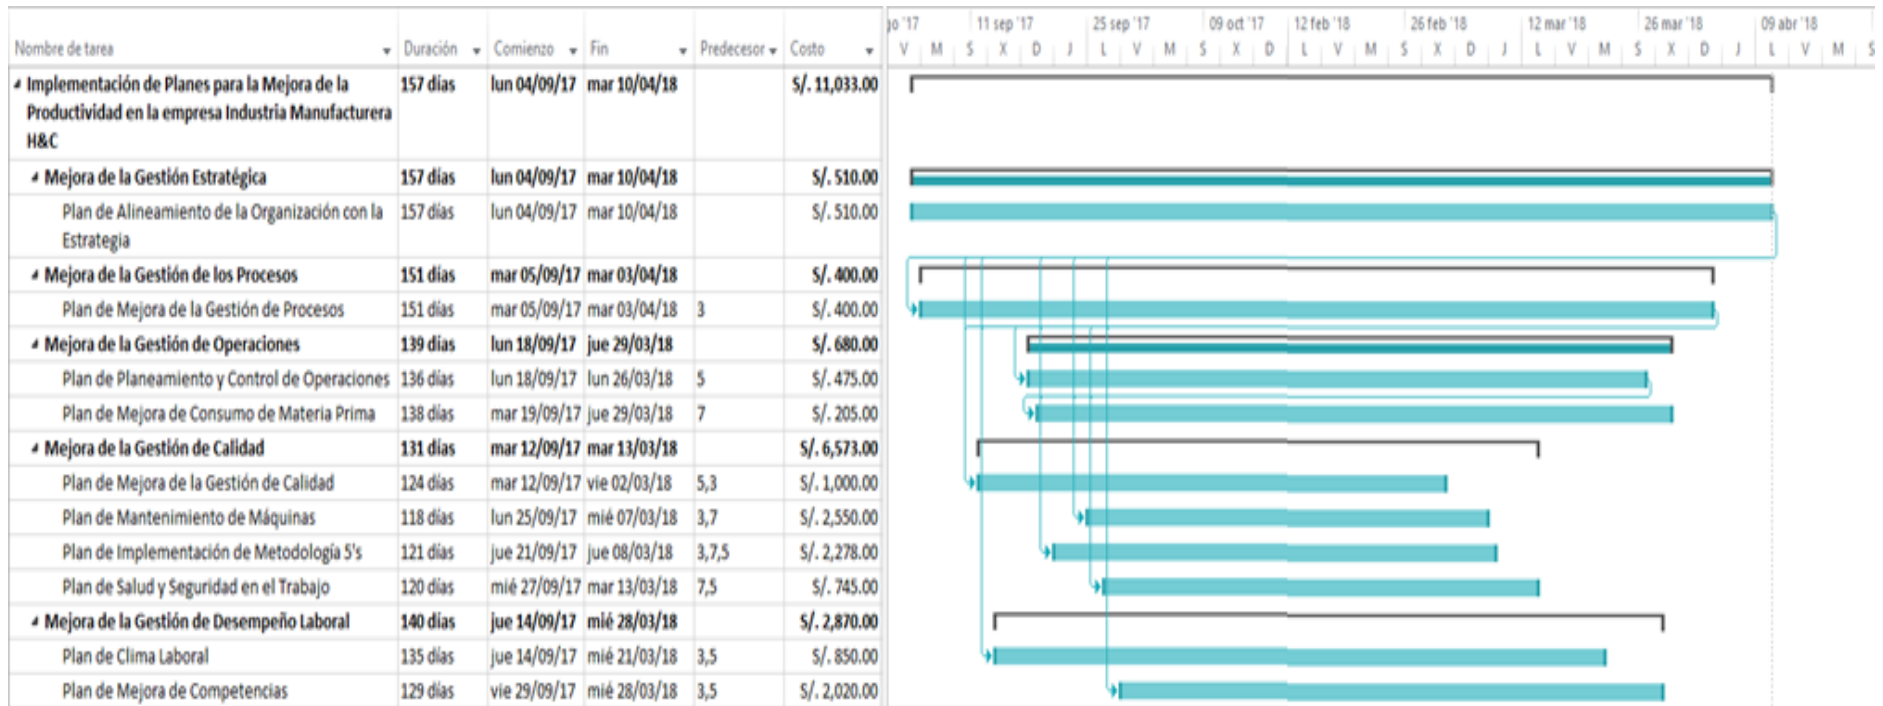 Nombre de tarea Duración Comienzo Fin Predecesor Costo
jo '17 11 sep '17 25 sep '17 09 oct '17 12 feb '18 26 feb '18 12 mar '18 26 mar '18 09 abr '18
V M S X D J L V M S X D L V M S X D J L V M S X D J L V M S
Implementación de Planes para la Mejora de la 157 días lun 04/09/17 mar 10/04/18 S/. 11,033.00
Productividad en la empresa Industria Manufacturera
H&C
Mejora de la Gestión Estratégica 157 días lun 04/09/17 mar 10/04/18 S/. 510.00
Plan de Alineamiento de la Organización con la 157 días lun 04/09/17 mar 10/04/18 S/. 510.00
Estrategia
Mejora de la Gestión de los Procesos 151 días mar 05/09/17 mar 03/04/18 S/. 400.00
Plan de Mejora de la Gestión de Procesos 151 días mar 05/09/17 mar 03/04/18 3 S/. 400.00
Mejora de la Gestión de Operaciones 139 días lun 18/09/17 jue 29/03/18 S/. 680.00
Plan de Planeamiento y Control de Operaciones 136 días lun 18/09/17 lun 26/03/18 5 S/. 475.00
Plan de Mejora de Consumo de Materia Prima 138 días mar 19/09/17 jue 29/03/18 7 S/. 205.00
Mejora de la Gestión de Calidad 131 días mar 12/09/17 mar 13/03/18 S/. 6,573.00
Plan de Mejora de la Gestión de Calidad 124 días mar 12/09/17 vie 02/03/18 5,3 S/. 1,000.00
Plan de Mantenimiento de Máquinas 118 días lun 25/09/17 mié 07/03/18 3,7 S/. 2,550.00
Plan de Implementación de Metodología 5's 121 días jue 21/09/17 jue 08/03/18 3,7,5 S/. 2,278.00
Plan de Salud y Seguridad en el Trabajo 120 días mié 27/09/17 mar 13/03/18 7,5 S/. 745.00
Mejora de la Gestión de Desempeño Laboral 140 días jue 14/09/17 mié 28/03/18 S/. 2,870.00
Plan de Clima Laboral 135 días jue 14/09/17 mié 21/03/18 3,5 S/. 850.00
Plan de Mejora de Competencias 129 días vie 29/09/17 mié 28/03/18 3,5 S/. 2,020.00